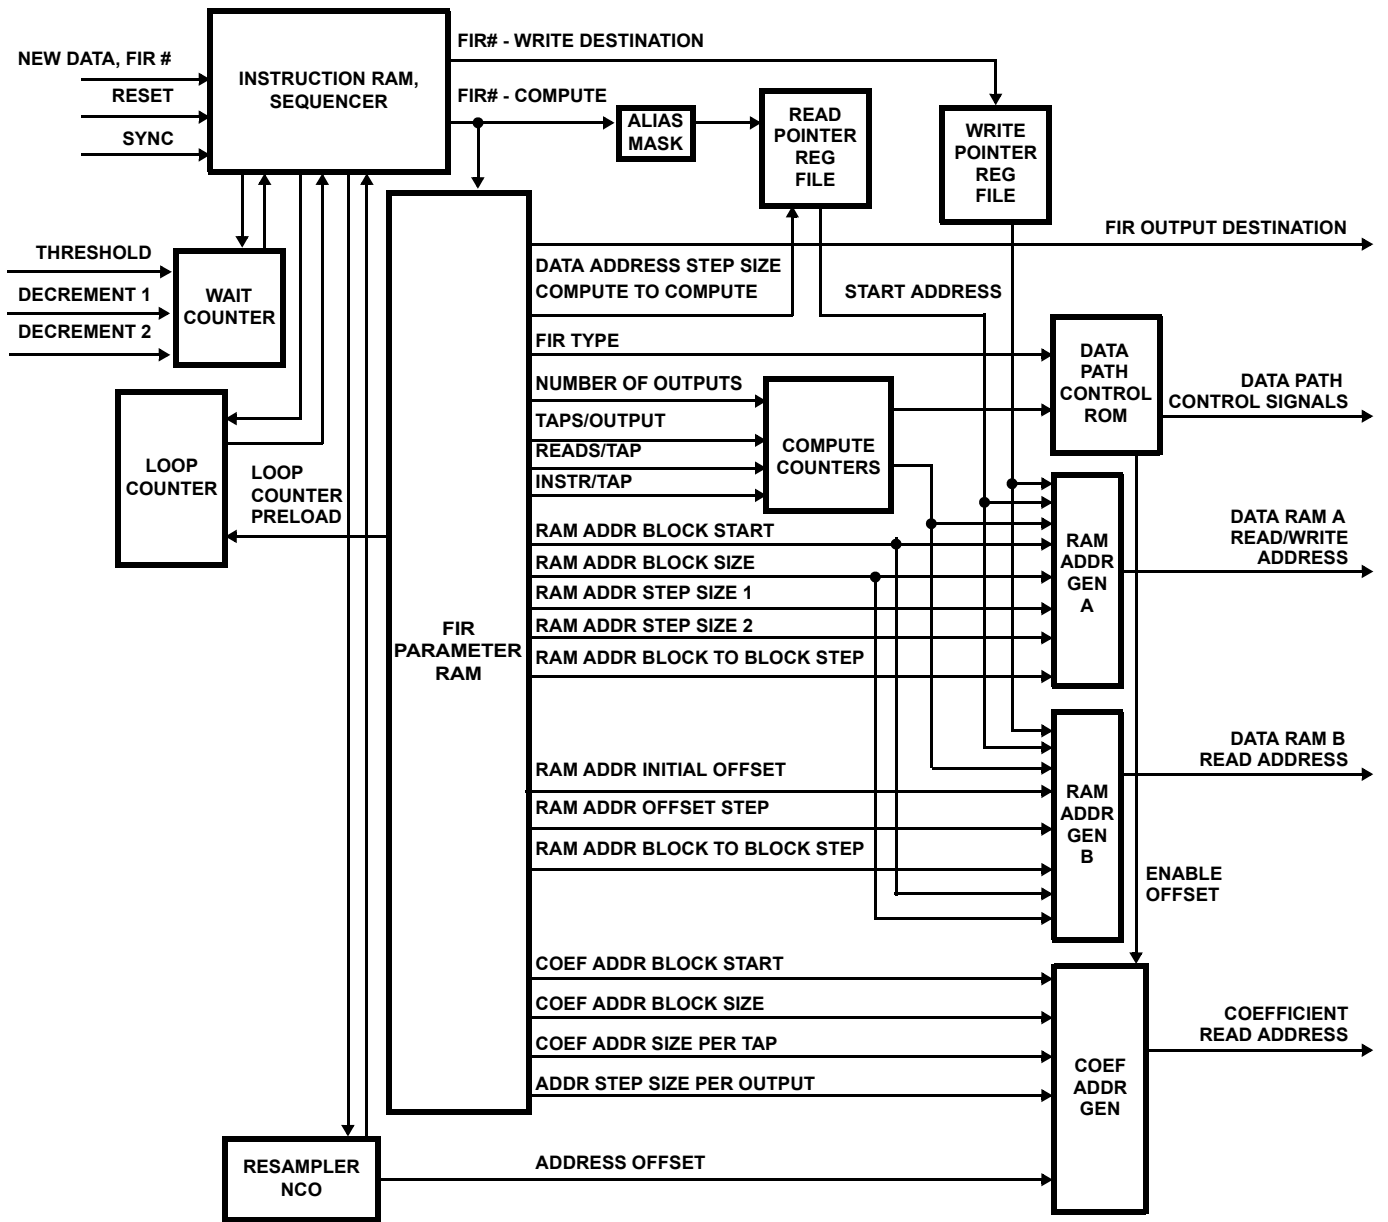 NEW DATA, FIR #
RESET
SYNC
INSTRUCTION RAM,
SEQUENCER
FIR# - WRITE DESTINATION
FIR# - COMPUTE
ALIAS
MASK
READ
POINTER
REG
FILE
WRITE
POINTER
REG
FILE
THRESHOLD
DECREMENT 1
DECREMENT 2
WAIT
COUNTER
LOOP
COUNTER
LOOP
COUNTER
PRELOAD
FIR
PARAMETER
RAM
FIR OUTPUT DESTINATION
DATA ADDRESS STEP SIZE
COMPUTE TO COMPUTE
START ADDRESS
FIR TYPE
NUMBER OF OUTPUTS
TAPS/OUTPUT
READS/TAP
INSTR/TAP
COMPUTE
COUNTERS
DATA
PATH
CONTROL
ROM
DATA PATH
CONTROL SIGNALS
RAM ADDR BLOCK START
RAM ADDR BLOCK SIZE
RAM ADDR STEP SIZE 1
RAM ADDR STEP SIZE 2
RAM ADDR BLOCK TO BLOCK STEP
RAM
ADDR
GEN
A
DATA RAM A
READ/WRITE
ADDRESS
RAM ADDR INITIAL OFFSET
RAM ADDR OFFSET STEP
RAM ADDR BLOCK TO BLOCK STEP
RAM
ADDR
GEN
B
DATA RAM B
READ ADDRESS
ENABLE
OFFSET
COEF ADDR BLOCK START
COEF ADDR BLOCK SIZE
COEF ADDR SIZE PER TAP
ADDR STEP SIZE PER OUTPUT
COEF
ADDR
GEN
COEFFICIENT
READ ADDRESS
RESAMPLER
NCO
ADDRESS OFFSET